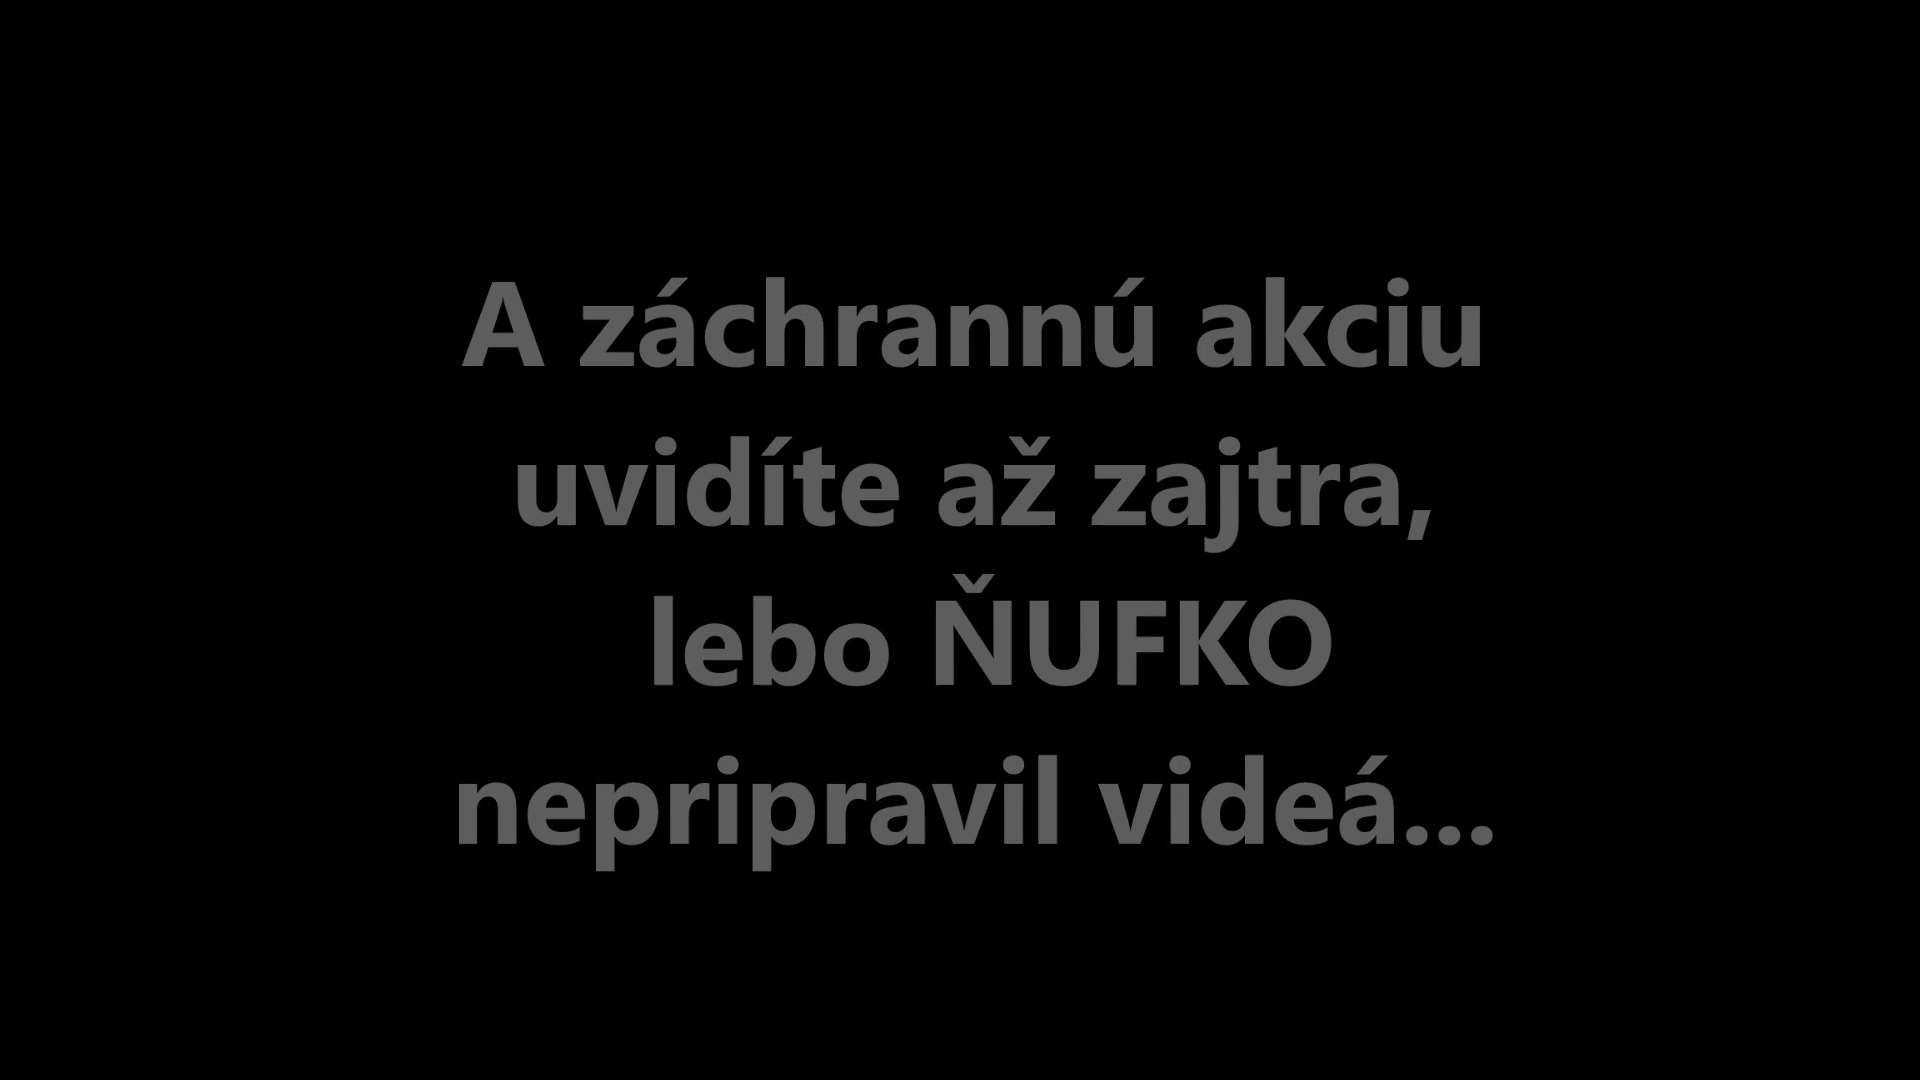 A záchrannú akciu
uvidíte až zajtra,
lebo ŇUFKO
nepripravil videá...